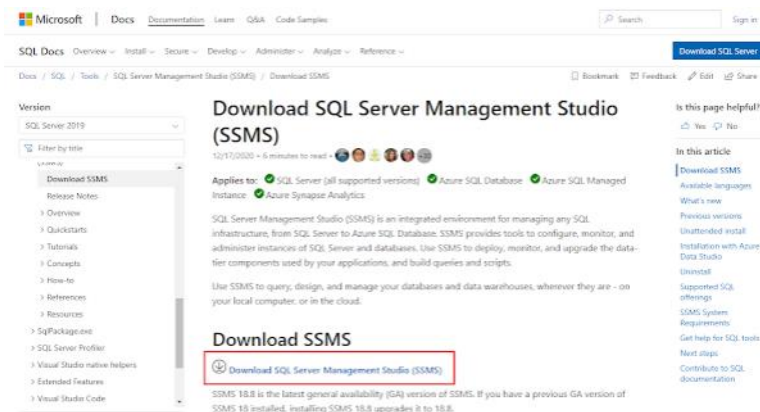 Microsoft | Docs Documentation Learn Q&A Code Samples Search Sign in
SQL Docs Overview Install Secure Develop Administer Analyze Reference Download SQL Server
Docs / SQL / Tools / SQL Server Management Studio (SSMS) / Download SSMS Bookmark Feedback Edit Share
Version
SQL Server 2019
Filter by title
(SSMS)
Download SSMS
Release Notes
> Overview
> Quickstarts
> Tutorials
> Concepts
> How-to
> References
> Resources
> SqlPackage.exe
> SQL Server Profiler
> Visual Studio native helpers
> Extended Features
> Visual Studio Code
Download SQL Server Management Studio
(SSMS)
12/17/2020 • 6 minutes to read •
Applies to: SQL Server (all supported versions) Azure SQL Database Azure SQL Managed
Instance Azure Synapse Analytics
SQL Server Management Studio (SSMS) is an integrated environment for managing any SQL
infrastructure, from SQL Server to Azure SQL Database. SSMS provides tools to configure, monitor, and
administer instances of SQL Server and databases. Use SSMS to deploy, monitor, and upgrade the data-
tier components used by your applications, and build queries and scripts.
Use SSMS to query, design, and manage your databases and data warehouses, wherever they are - on
your local computer, or in the cloud.
Download SSMS
Download SQL Server Management Studio (SSMS)
SSMS 18.8 is the latest general availability (GA) version of SSMS. If you have a previous GA version of
SSMS 18 installed, installing SSMS 18.8 upgrades it to 18.8.
Is this page helpful?
Yes No
In this article
Download SSMS
Available languages
What's new
Previous versions
Unattended install
Installation with Azure
Data Studio
Uninstall
Supported SQL
offerings
SSMS System
Requirements
Get help for SQL tools
Next steps
Contribute to SQL
documentation